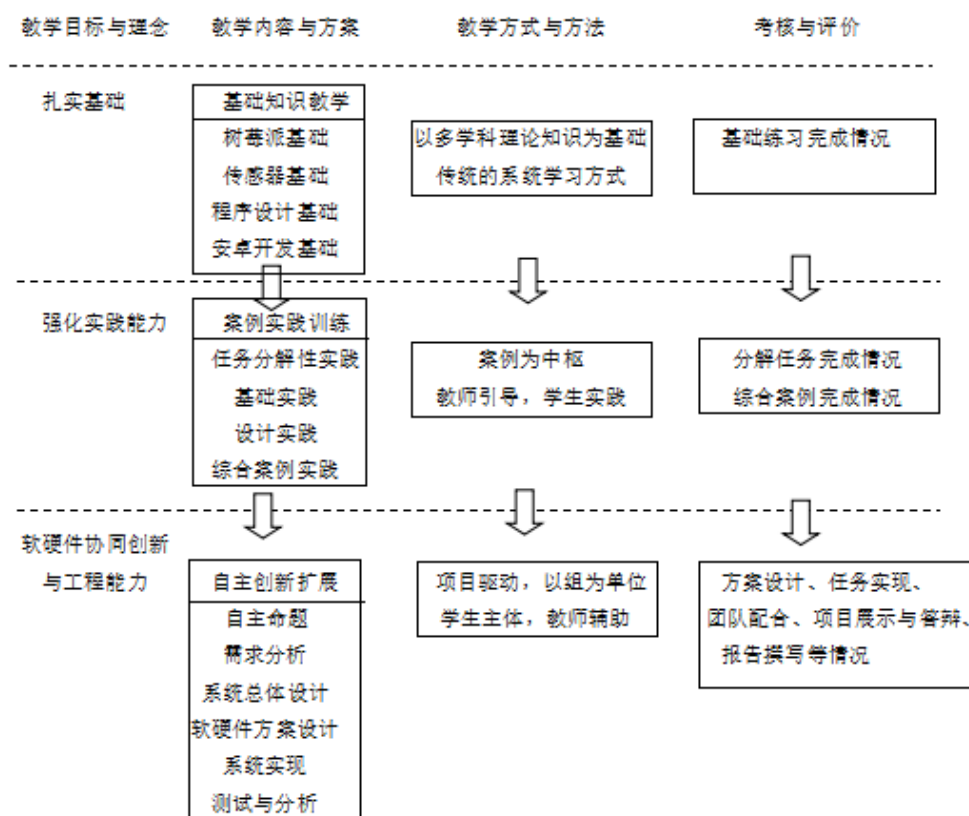 教学目标与理念 教学内容与方案 教学方式与方法 考核与评价
扎实基础
基础知识教学
树莓派基础
传感器基础
程序设计基础
安卓开发基础
以多学科理论知识为基础
传统的系统学习方式
基础练习完成情况
强化实践能力
案例实践训练
任务分解性实践
基础实践
设计实践
综合案例实践
案例为中枢
教师引导，学生实践
分解任务完成情况
综合案例完成情况
软硬件协同创新
与工程能力
自主创新扩展
自主命题
需求分析
系统总体设计
软硬件方案设计
系统实现
测试与分析
项目驱动，以组为单位
学生主体，教师辅助
方案设计、任务实现、
团队配合、项目展示与答辩、
报告撰写等情况